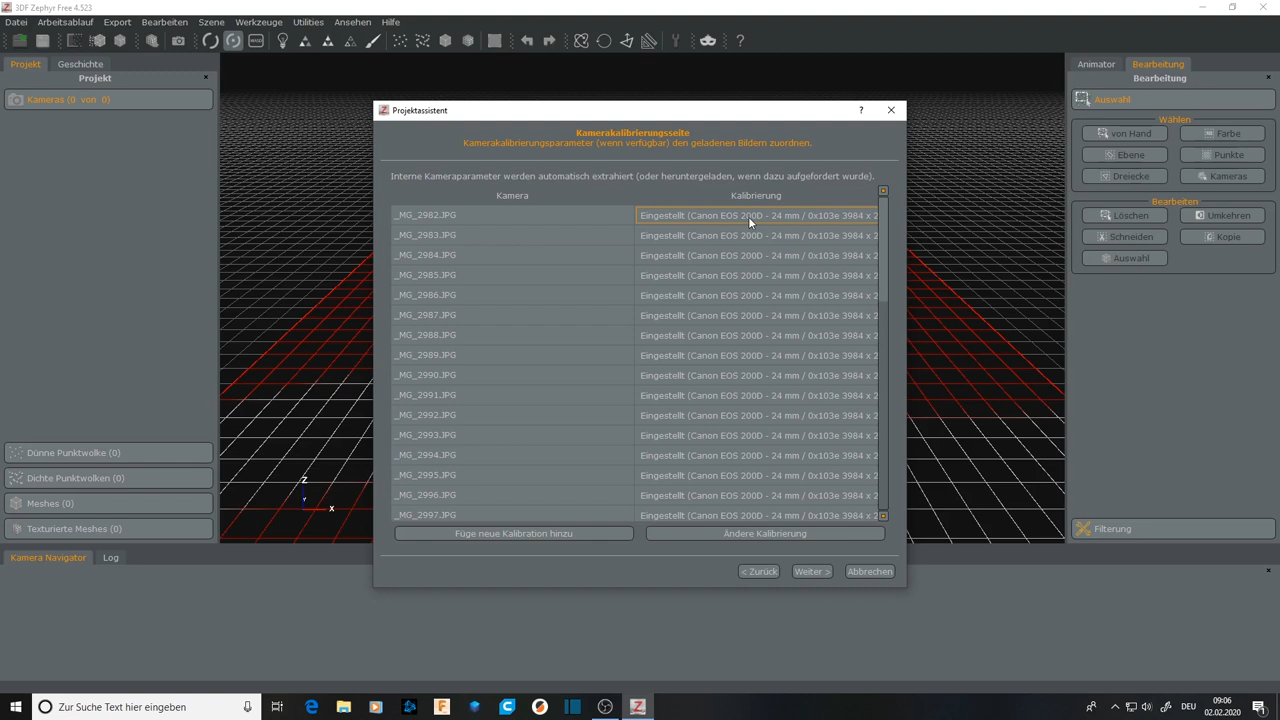 3DF Zephyr Free 4.523
Datei Arbeitsablauf Export Bearbeiten Szene Werkzeuge Utilities Ansehen Hilfe
Projekt Geschichte
Projekt
Kameras (0 von 0)
Dünne Punktwolke (0)
Dichte Punktwolken (0)
Meshes (0)
Texturierte Meshes (0)
Z
Y
X
Projektassistent
Kamerakalibrierungsseite
Kamerakalibrierungsparameter (wenn verfügbar) den geladenen Bildern zuordnen.
Interne Kameraparameter werden automatisch extrahiert (oder heruntergeladen, wenn dazu aufgefordert wurde).
Kamera Kalibrierung
_MG_2982.JPG Eingestellt (Canon EOS 200D - 24 mm / 0x103e 3984 x 2
_MG_2983.JPG Eingestellt (Canon EOS 200D - 24 mm / 0x103e 3984 x 2
_MG_2984.JPG Eingestellt (Canon EOS 200D - 24 mm / 0x103e 3984 x 2
_MG_2985.JPG Eingestellt (Canon EOS 200D - 24 mm / 0x103e 3984 x 2
_MG_2986.JPG Eingestellt (Canon EOS 200D - 24 mm / 0x103e 3984 x 2
_MG_2987.JPG Eingestellt (Canon EOS 200D - 24 mm / 0x103e 3984 x 2
_MG_2988.JPG Eingestellt (Canon EOS 200D - 24 mm / 0x103e 3984 x 2
_MG_2989.JPG Eingestellt (Canon EOS 200D - 24 mm / 0x103e 3984 x 2
_MG_2990.JPG Eingestellt (Canon EOS 200D - 24 mm / 0x103e 3984 x 2
_MG_2991.JPG Eingestellt (Canon EOS 200D - 24 mm / 0x103e 3984 x 2
_MG_2992.JPG Eingestellt (Canon EOS 200D - 24 mm / 0x103e 3984 x 2
_MG_2993.JPG Eingestellt (Canon EOS 200D - 24 mm / 0x103e 3984 x 2
_MG_2994.JPG Eingestellt (Canon EOS 200D - 24 mm / 0x103e 3984 x 2
_MG_2995.JPG Eingestellt (Canon EOS 200D - 24 mm / 0x103e 3984 x 2
_MG_2996.JPG Eingestellt (Canon EOS 200D - 24 mm / 0x103e 3984 x 2
_MG_2997.JPG Eingestellt (Canon EOS 200D - 24 mm / 0x103e 3984 x 2
Füge neue Kalibration hinzu Ändere Kalibrierung
< Zurück Weiter > Abbrechen
Animator Bearbeitung
Bearbeitung
Auswahl
Wählen
von Hand Farbe
Ebene Punkte
Dreiecke Kameras
Bearbeiten
Löschen Umkehren
Schneiden Kopie
Auswahl
Filterung
Kamera Navigator Log
Zur Suche Text hier eingeben
DEU
09:06
02.02.2020